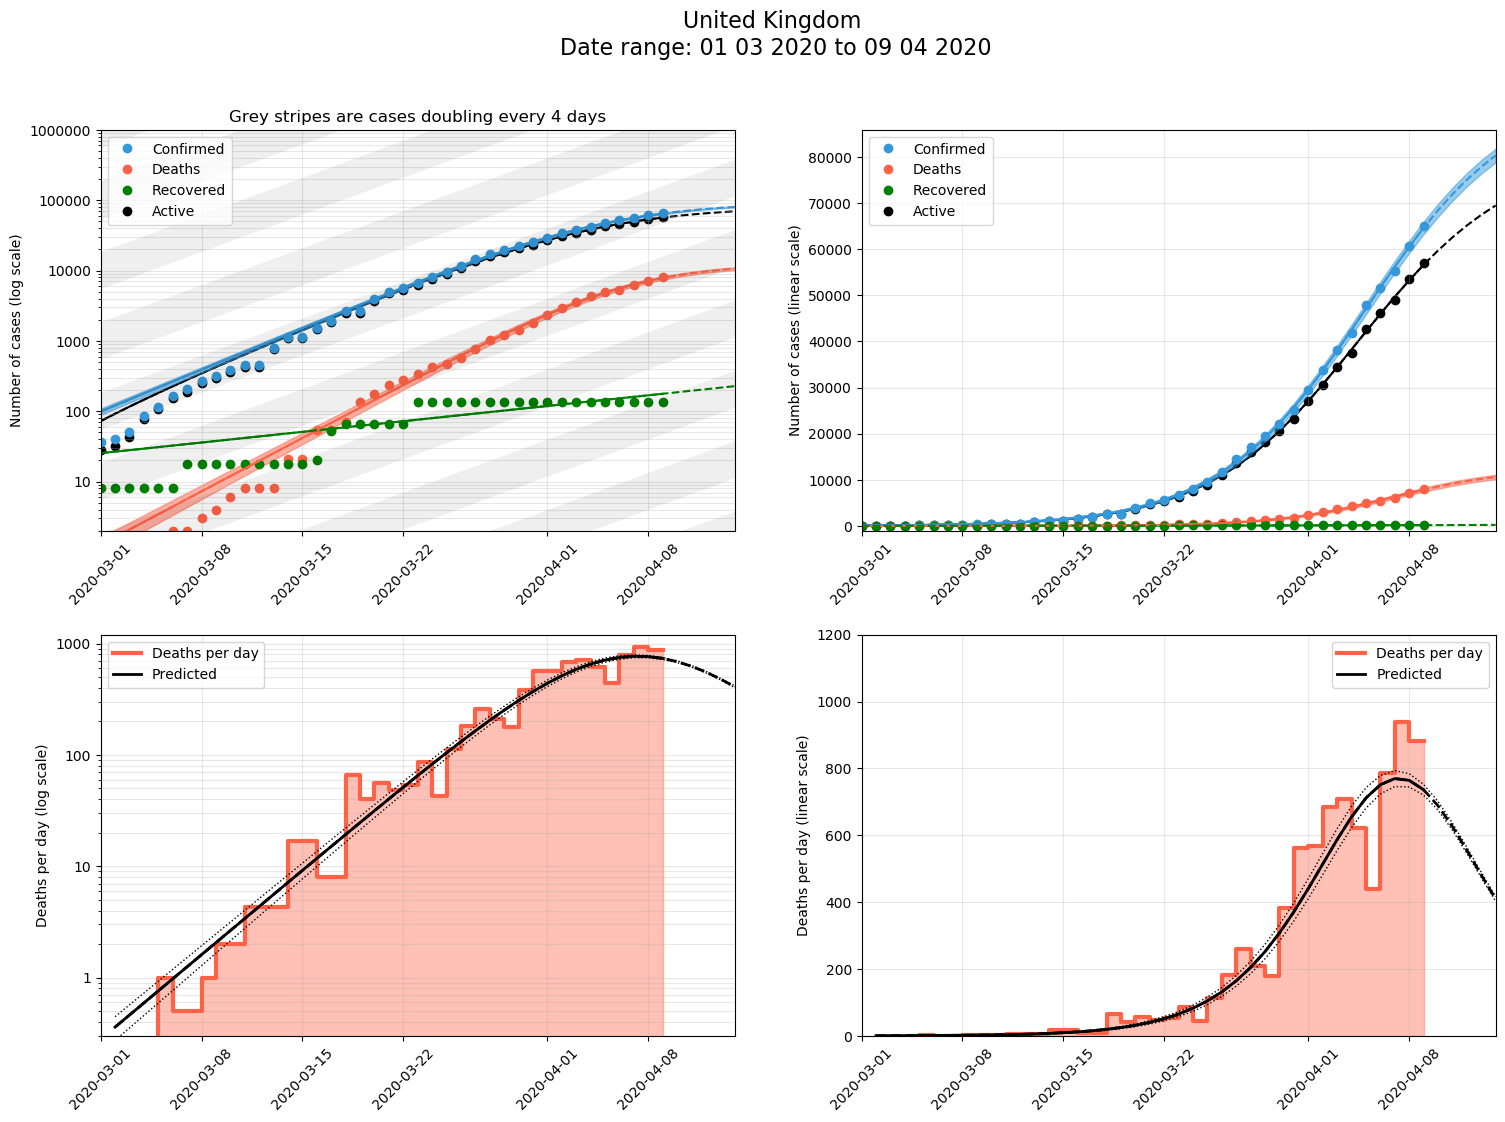 United Kingdom
Date range: 01 03 2020 to 09 04 2020
Grey stripes are cases doubling every 4 days
Number of cases (log scale)
1000000
100000
10000
1000
100
10
Confirmed
Deaths
Recovered
Active
2020-03-01
2020-03-08
2020-03-15
2020-03-22
2020-04-01
2020-04-08
Number of cases (linear scale)
80000
70000
60000
50000
40000
30000
20000
10000
0
Confirmed
Deaths
Recovered
Active
2020-03-01
2020-03-08
2020-03-15
2020-03-22
2020-04-01
2020-04-08
Deaths per day (log scale)
1000
100
10
1
Deaths per day
Predicted
2020-03-01
2020-03-08
2020-03-15
2020-03-22
2020-04-01
2020-04-08
Deaths per day (linear scale)
1200
1000
800
600
400
200
0
Deaths per day
Predicted
2020-03-01
2020-03-08
2020-03-15
2020-03-22
2020-04-01
2020-04-08